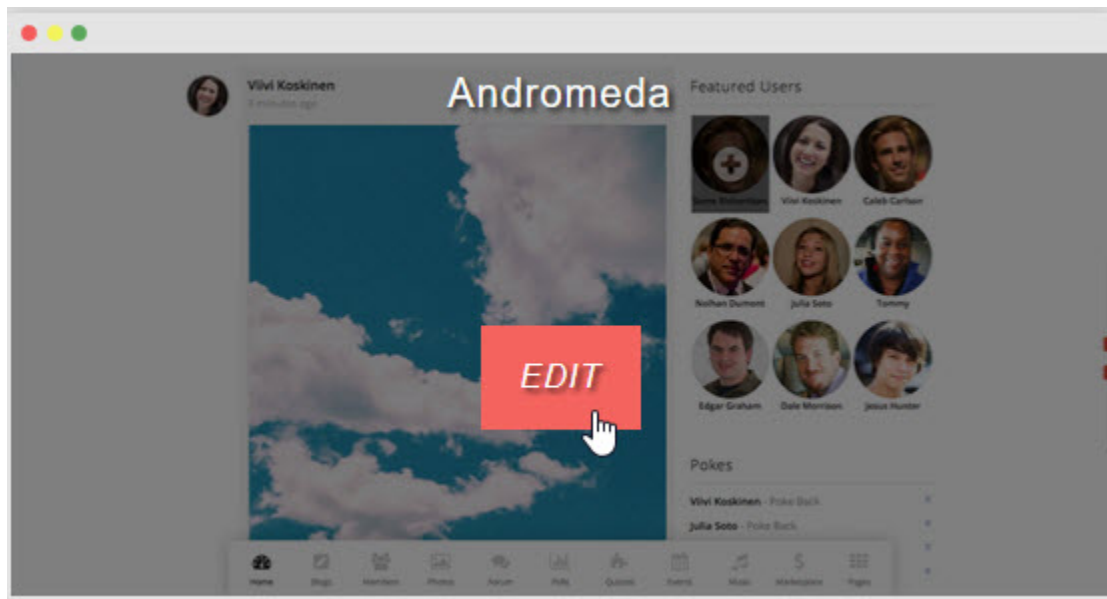 Andromeda
Viivi Koskinen
Featured Users
Viivi Koskinen
Caleb Carlson
Nolhan Dumont
Julia Soto
Tommy
EDIT
Edgar Graham
Dale Morrison
Jesus Hunter
Pokes
Viivi Koskinen - Poke Back
Julia Soto - Poke Back
Home
Blogs
Members
Photos
Forum
Polls
Quizzes
Events
Music
Marketplace
Pages